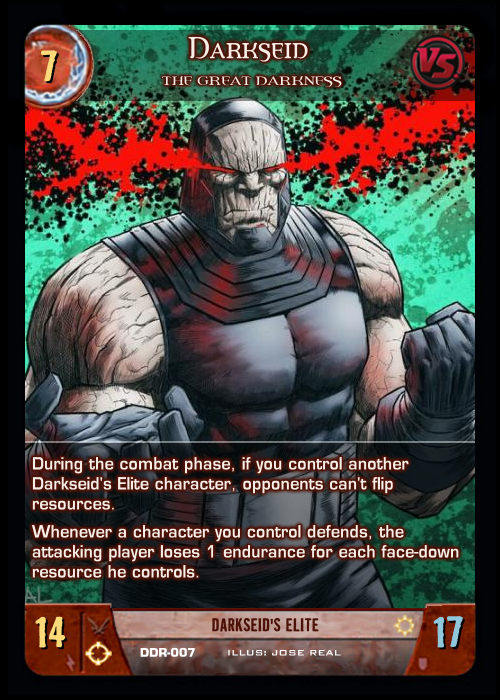 7
Darkseid
VS
the great darkness
During the combat phase, if you control another
Darkseid's Elite character, opponents can't flip
resources.
Whenever a character you control defends, the
attacking player loses 1 endurance for each face-down
resource he controls.
AL
14
DARKSEID'S ELITE
17
DDR-007
ILLUS: JOSE REAL